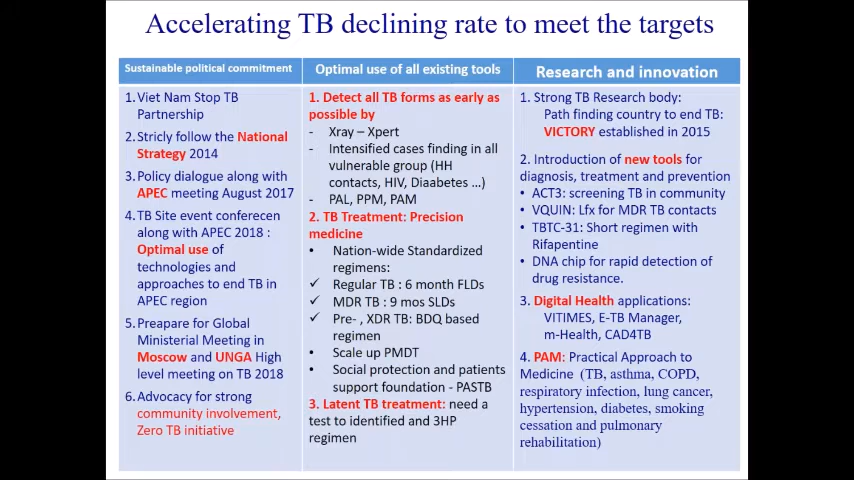 Accelerating TB declining rate to meet the targets
Sustainable political commitment
1. Viet Nam Stop TB
Partnership
2. Stricly follow the National
Strategy 2014
3. Policy dialogue along with
APEC meeting August 2017
4. TB Site event conferecen
along with APEC 2018 :
Optimal use of
technologies and
approaches to end TB in
APEC region
5. Preapare for Global
Ministerial Meeting in
Moscow and UNGA High
level meeting on TB 2018
6. Advocacy for strong
community involvement,
Zero TB initiative
Optimal use of all existing tools
1. Detect all TB forms as early as
possible by
- Xray – Xpert
- Intensified cases finding in all
vulnerable group (HH
contacts, HIV, Diaabetes ...)
- PAL, PPM, PAM
2. TB Treatment: Precision
medicine
• Nation-wide Standardized
regimens:
✓ Regular TB : 6 month FLDs
✓ MDR TB : 9 mos SLDs
✓ Pre- , XDR TB: BDQ based
regimen
• Scale up PMDT
• Social protection and patients
support foundation - PASTB
3. Latent TB treatment: need a
test to identified and 3HP
regimen
Research and innovation
1. Strong TB Research body:
Path finding country to end TB:
VICTORY established in 2015
2. Introduction of new tools for
diagnosis, treatment and prevention
• ACT3: screening TB in community
• VQUIN: Lfx for MDR TB contacts
• TBTC-31: Short regimen with
Rifapentine
• DNA chip for rapid detection of
drug resistance.
3. Digital Health applications:
VITIMES, E-TB Manager,
m-Health, CAD4TB
4. PAM: Practical Approach to
Medicine (TB, asthma, COPD,
respiratory infection, lung cancer,
hypertension, diabetes, smoking
cessation and pulmonary
rehabilitation)